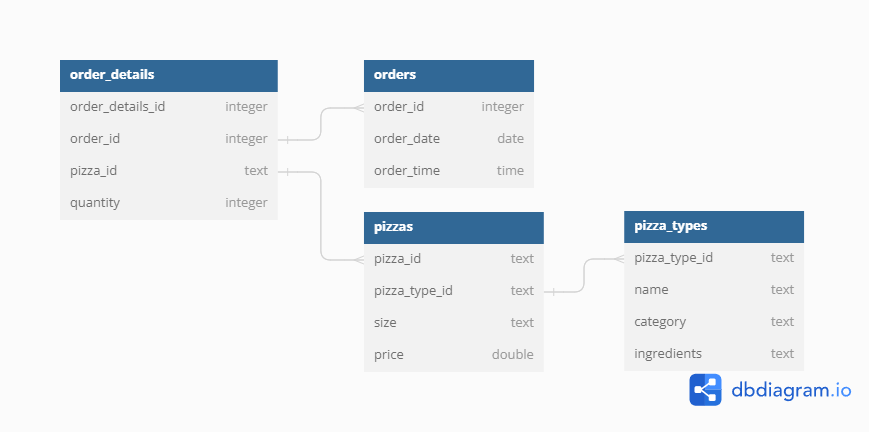 order_details
order_details_id integer
order_id integer
pizza_id text
quantity integer
orders
order_id integer
order_date date
order_time time
pizzas
pizza_id text
pizza_type_id text
size text
price double
pizza_types
pizza_type_id text
name text
category text
ingredients text
dbdiagram.io